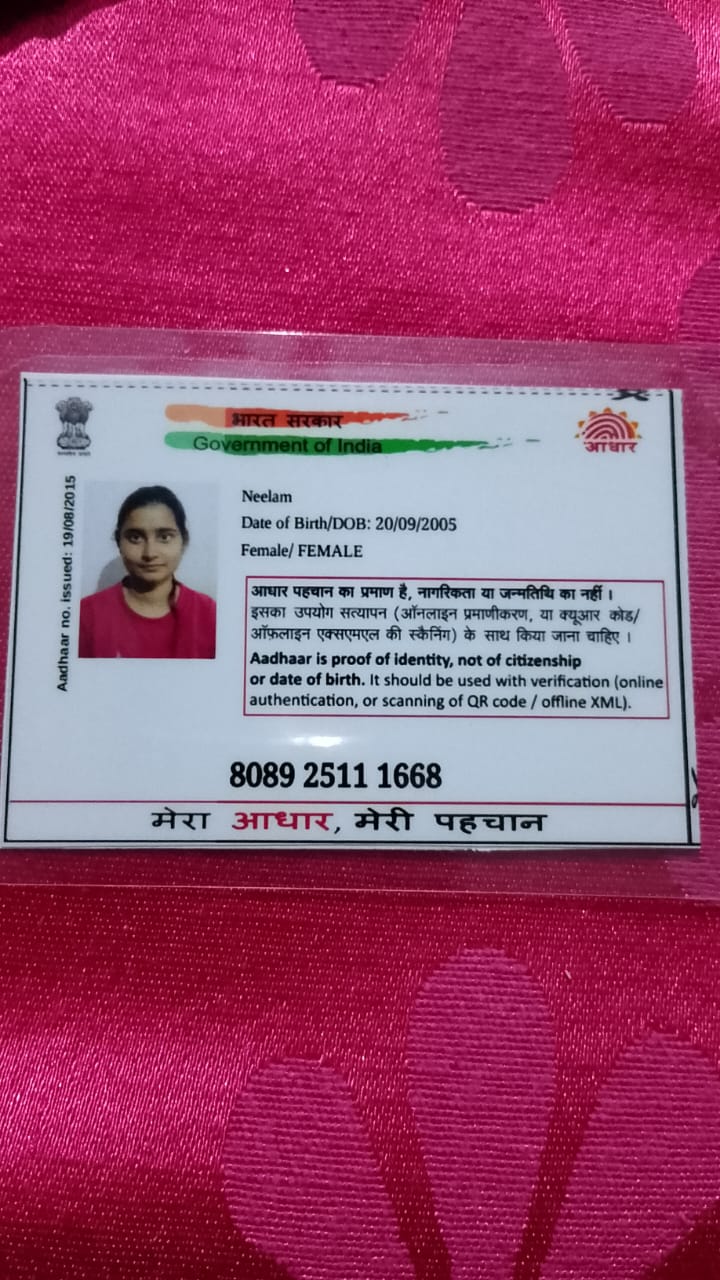 भारत सरकार
Government of India
आधार
Aadhaar no. issued: 19/08/2015
Neelam
Date of Birth/DOB: 20/09/2005
Female/ FEMALE
आधार पहचान का प्रमाण है, नागरिकता या जन्मतिथि का नहीं ।
इसका उपयोग सत्यापन (ऑनलाइन प्रमाणीकरण, या क्यूआर कोड/
ऑफ़लाइन एक्सएमएल की स्कैनिंग) के साथ किया जाना चाहिए ।
Aadhaar is proof of identity, not of citizenship
or date of birth. It should be used with verification (online
authentication, or scanning of QR code / offline XML).
8089 2511 1668
मेरा आधार, मेरी पहचान